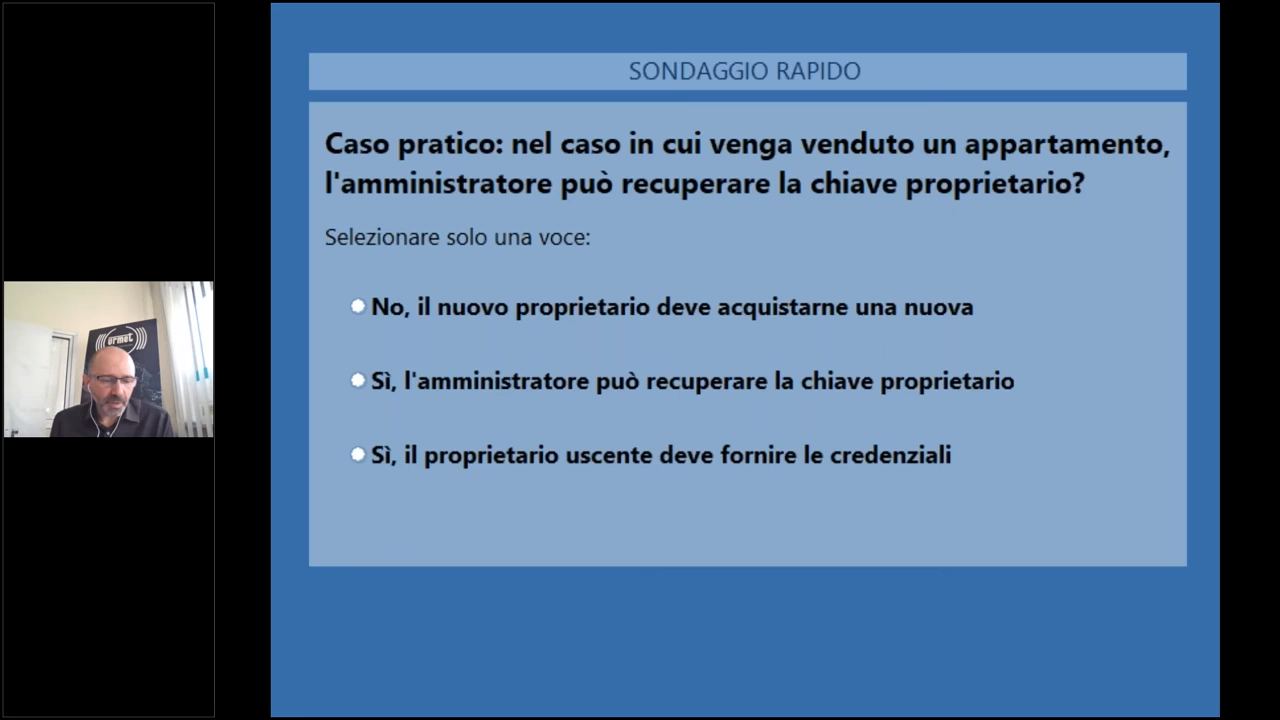 SONDAGGIO RAPIDO
Caso pratico: nel caso in cui venga venduto un appartamento,
l'amministratore può recuperare la chiave proprietario?
Selezionare solo una voce:
No, il nuovo proprietario deve acquistarne una nuova
Sì, l'amministratore può recuperare la chiave proprietario
Sì, il proprietario uscente deve fornire le credenziali
urmet